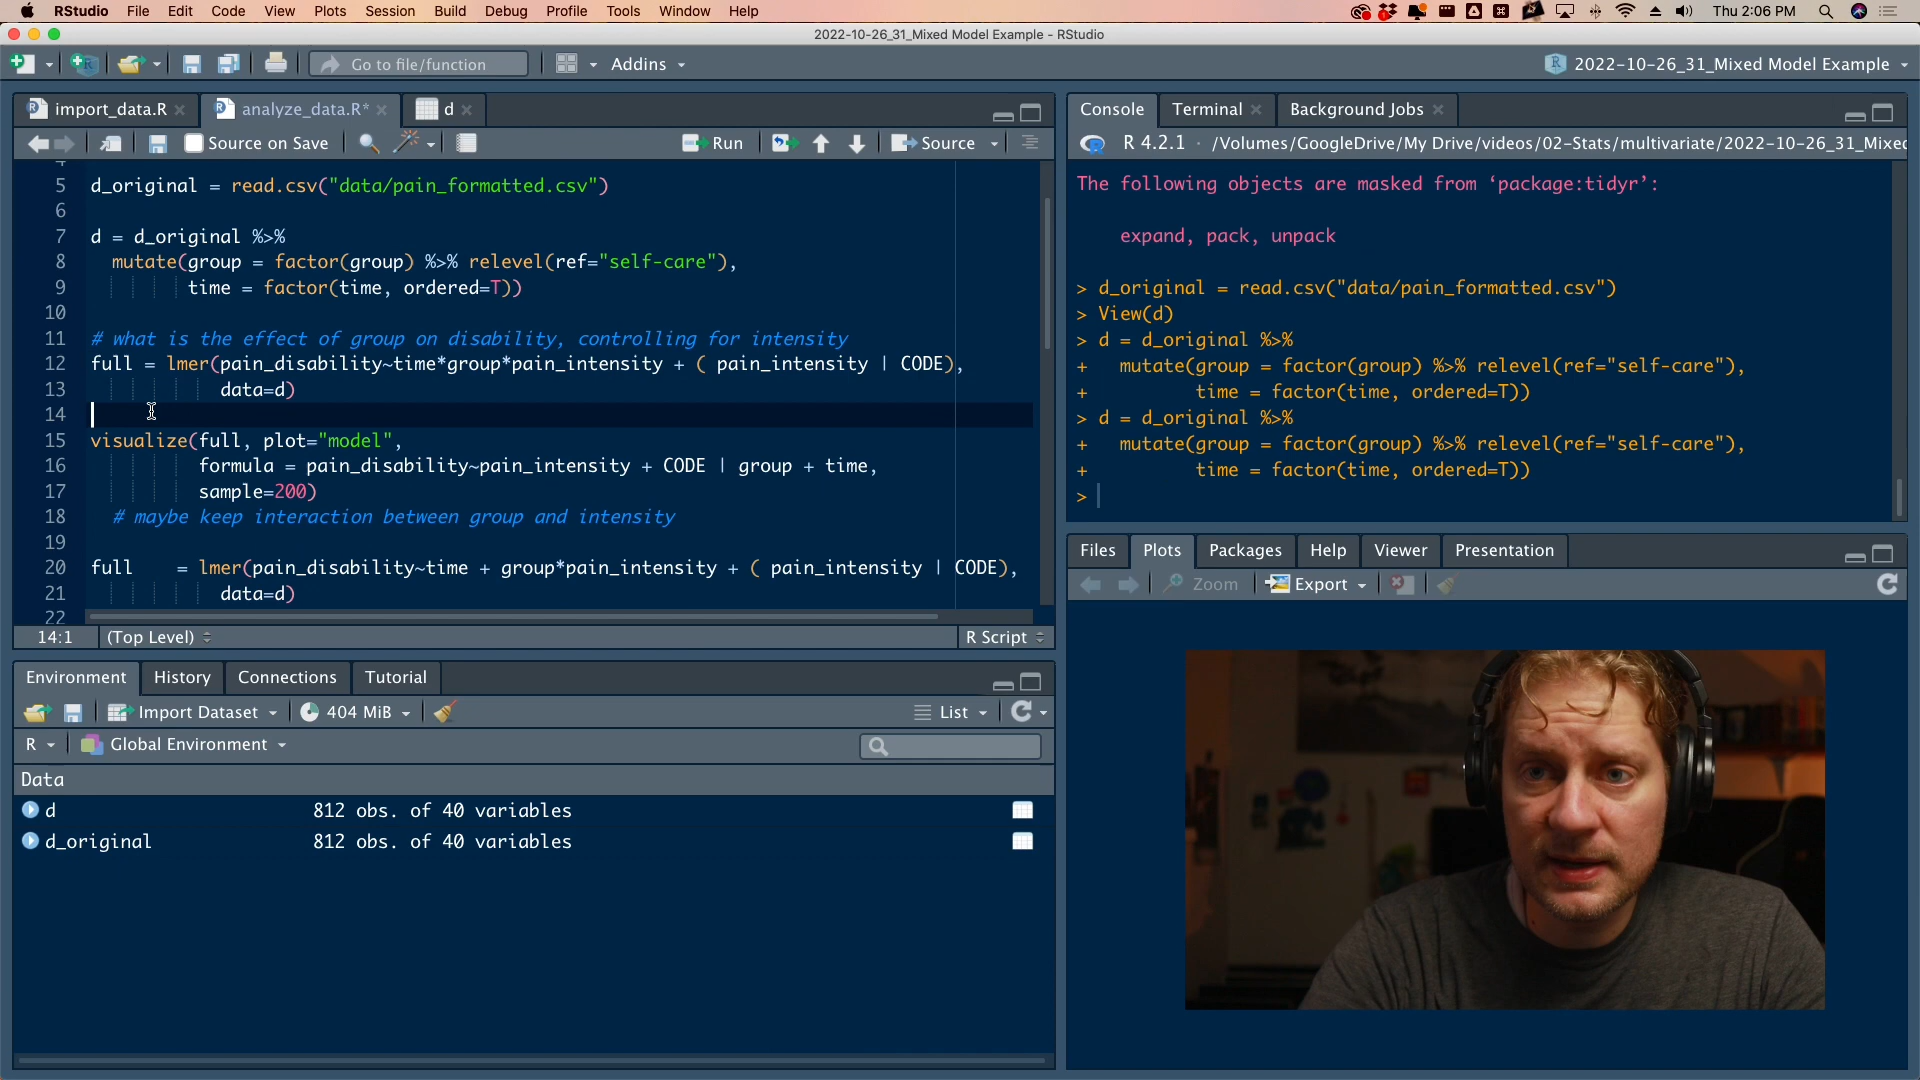 RStudio File Edit Code View Plots Session Build Debug Profile Tools Window Help Thu 2:06 PM
2022-10-26_31_Mixed Model Example - RStudio
Go to file/function Addins 2022-10-26_31_Mixed Model Example
import_data.R analyze_data.R* d
Source on Save Run Source
5 d_original = read.csv("data/pain_formatted.csv")
6
7 d = d_original %>%
8 mutate(group = factor(group) %>% relevel(ref="self-care"),
9 time = factor(time, ordered=T))
10
11 # what is the effect of group on disability, controlling for intensity
12 full = lmer(pain_disability~time*group*pain_intensity + ( pain_intensity | CODE),
13 data=d)
14
15 visualize(full, plot="model",
16 formula = pain_disability~pain_intensity + CODE | group + time,
17 sample=200)
18 # maybe keep interaction between group and intensity
19
20 full = lmer(pain_disability~time + group*pain_intensity + ( pain_intensity | CODE),
21 data=d)
22
14:1 (Top Level) R Script
Environment History Connections Tutorial
Import Dataset 404 MiB List
R Global Environment
Data
d 812 obs. of 40 variables
d_original 812 obs. of 40 variables
Console Terminal Background Jobs
R 4.2.1 · /Volumes/GoogleDrive/My Drive/videos/02-Stats/multivariate/2022-10-26_31_Mixed
The following objects are masked from ‘package:tidyr’:
expand, pack, unpack
> d_original = read.csv("data/pain_formatted.csv")
> View(d)
> d = d_original %>%
+ mutate(group = factor(group) %>% relevel(ref="self-care"),
+ time = factor(time, ordered=T))
> d = d_original %>%
+ mutate(group = factor(group) %>% relevel(ref="self-care"),
+ time = factor(time, ordered=T))
>
Files Plots Packages Help Viewer Presentation
Zoom Export